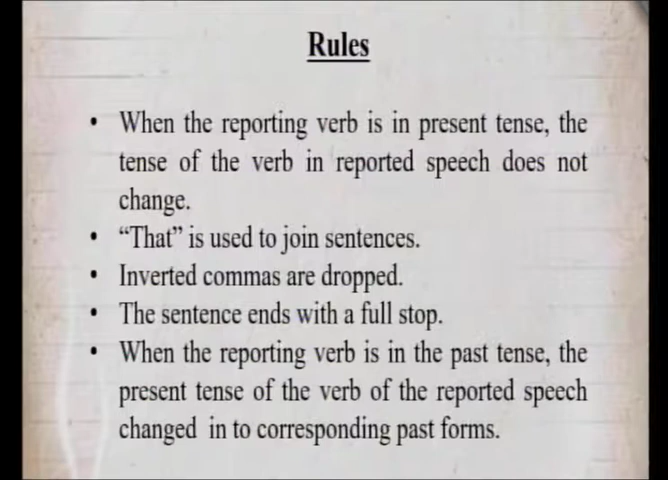 Rules
• When the reporting verb is in present tense, the
tense of the verb in reported speech does not
change.
• “That” is used to join sentences.
• Inverted commas are dropped.
• The sentence ends with a full stop.
• When the reporting verb is in the past tense, the
present tense of the verb of the reported speech
changed in to corresponding past forms.